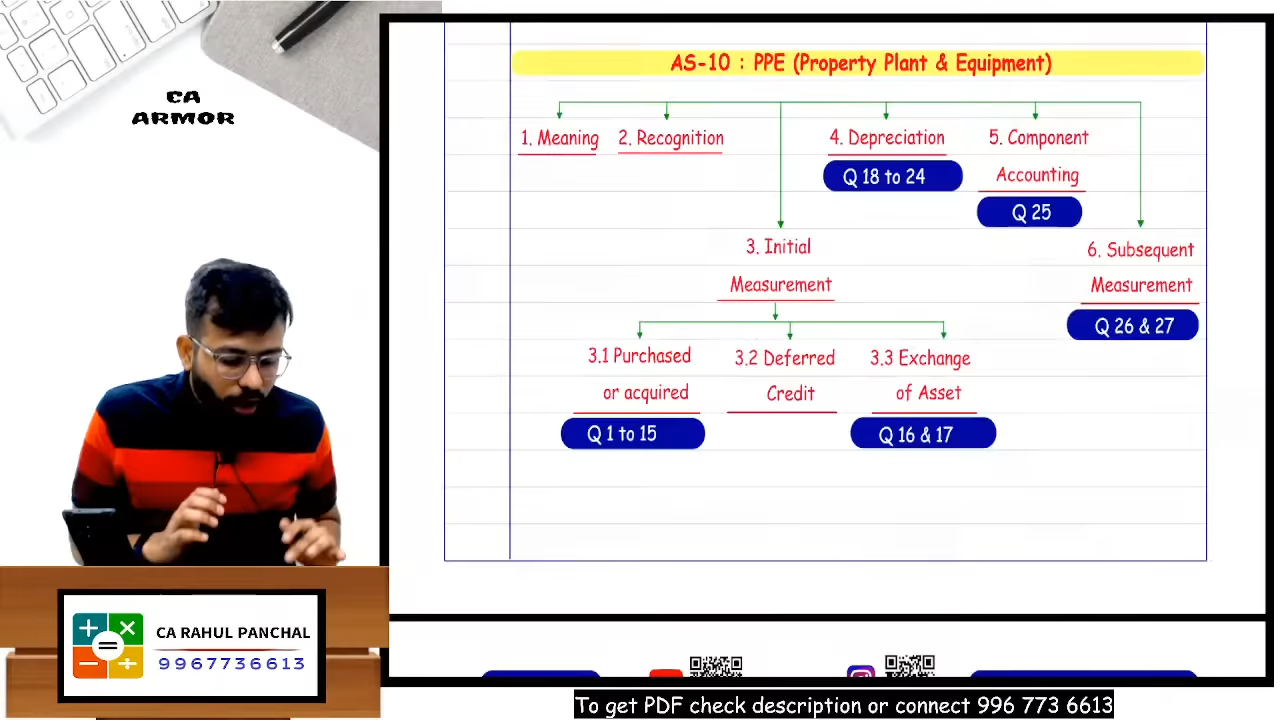 CA
ARMOR
AS-10 : PPE (Property Plant & Equipment)
1. Meaning
2. Recognition
4. Depreciation
Q 18 to 24
5. Component
Accounting
Q 25
3. Initial
Measurement
6. Subsequent
Measurement
Q 26 & 27
3.1 Purchased
or acquired
Q 1 to 15
3.2 Deferred
Credit
3.3 Exchange
of Asset
Q 16 & 17
CA RAHUL PANCHAL
9967736613
To get PDF check description or connect 996 773 6613